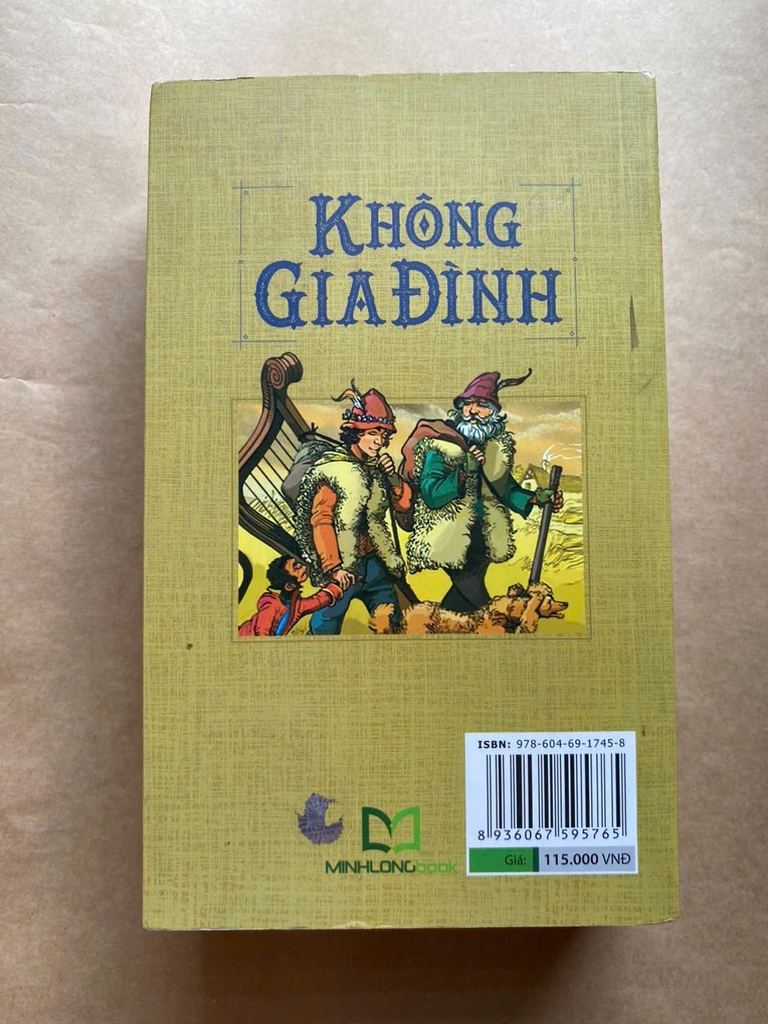 KHÔNG
GIA ĐÌNH
ISBN: 978-604-69-1745-8
8 936067 595765
MINHLONGbook
Giá: 115.000 VNĐ